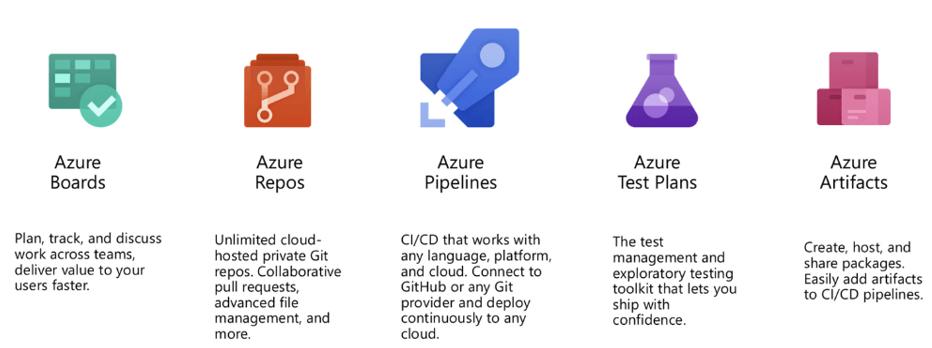 Azure
Boards
Plan, track, and discuss
work across teams,
deliver value to your
users faster.
Azure
Repos
Unlimited cloud-
hosted private Git
repos. Collaborative
pull requests,
advanced file
management, and
more.
Azure
Pipelines
CI/CD that works with
any language, platform,
and cloud. Connect to
GitHub or any Git
provider and deploy
continuously to any
cloud.
Azure
Test Plans
The test
management and
exploratory testing
toolkit that lets you
ship with
confidence.
Azure
Artifacts
Create, host, and
share packages.
Easily add artifacts
to CI/CD pipelines.